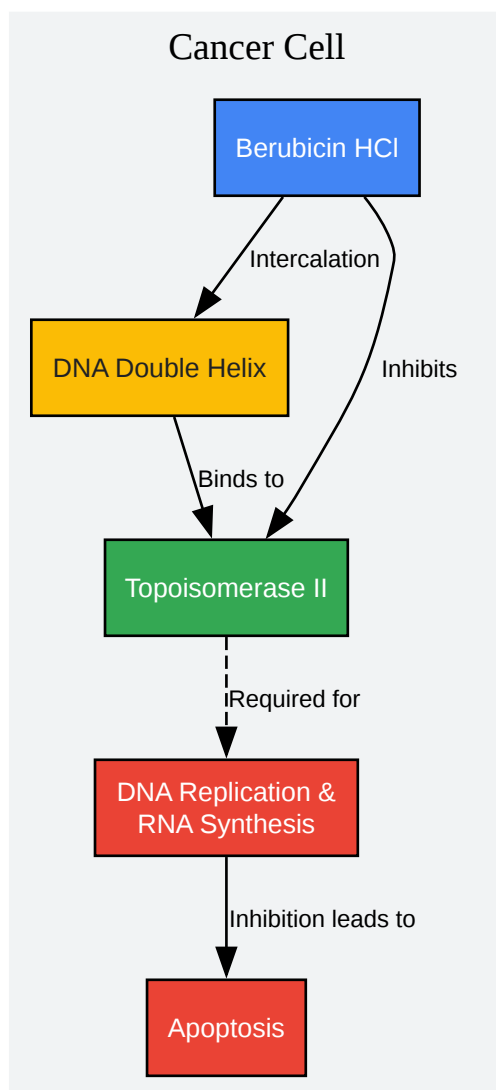 Cancer Cell
Berubicin HCl
Intercalation
DNA Double Helix
Inhibits
Binds to
Topoisomerase II
Required for
DNA Replication &
RNA Synthesis
Inhibition leads to
Apoptosis